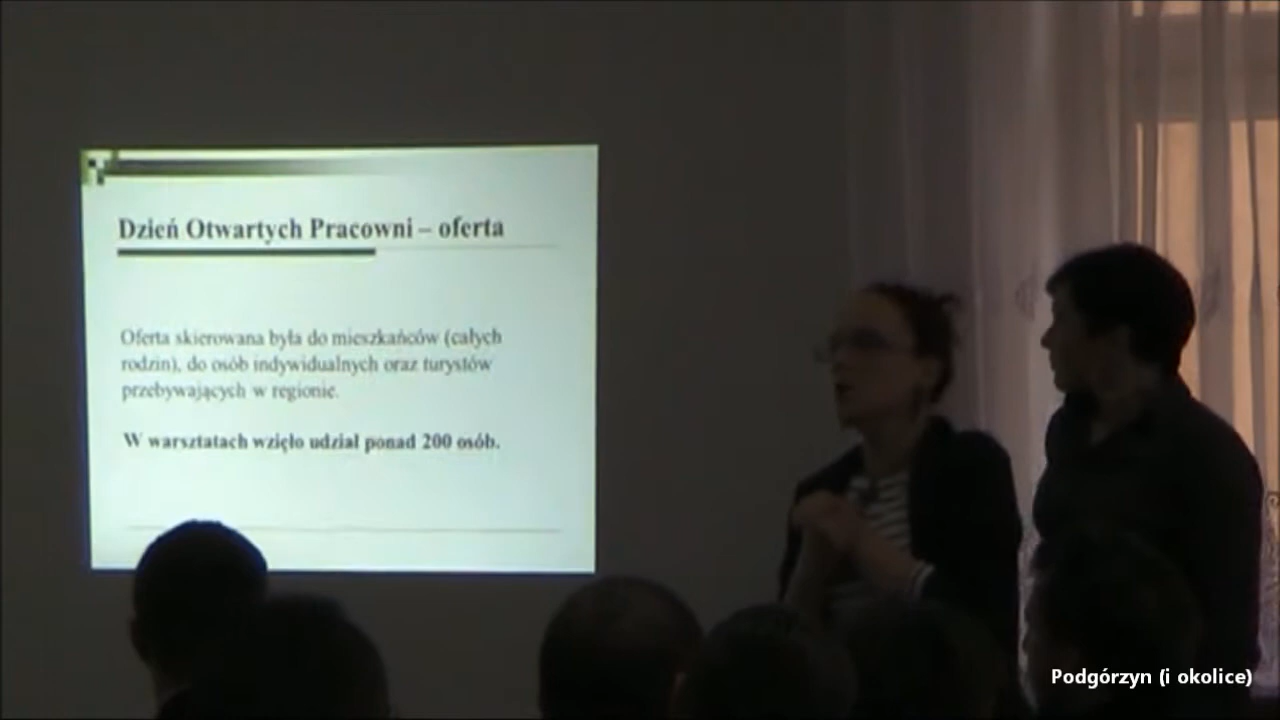 Dzień Otwartych Pracowni – oferta
Oferta skierowana była do mieszkańców (całych
rodzin), do osób indywidualnych oraz turystów
przebywających w regionie.
W warsztatach wzięło udział ponad 200 osób.
Podgórzyn (i okolice)